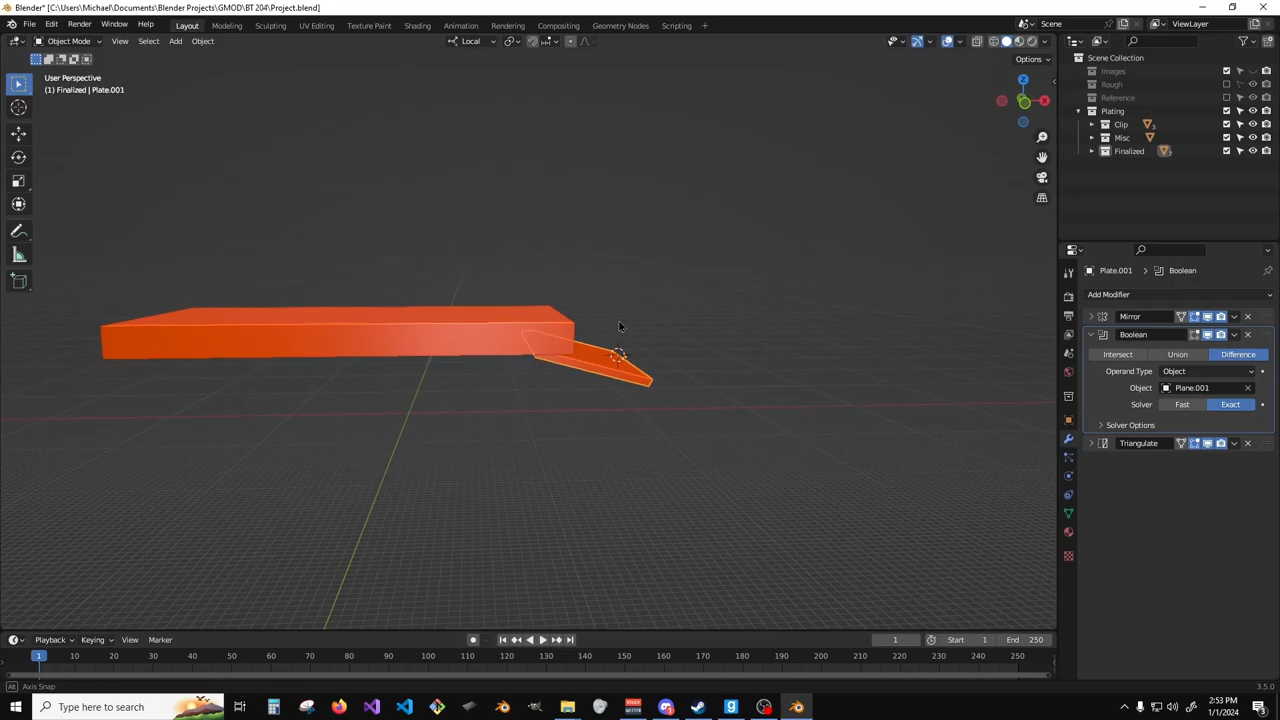 Blender* [C:\Users\Michael\Documents\Blender Projects\GMOD\BT 204\Project.blend]
File Edit Render Window Help Layout Modeling Sculpting UV Editing Texture Paint Shading Animation Rendering Compositing Geometry Nodes Scripting + Scene ViewLayer
Object Mode View Select Add Object Local
Options
User Perspective
(1) Finalized | Plate.001
Z
X
Scene Collection
Images
Rough
Reference
Plating
Clip 3
Misc
Finalized
Plate.001 > Boolean
Add Modifier
Mirror
Boolean
Intersect Union Difference
Operand Type Object
Object Plane.001
Solver Fast Exact
Solver Options
Triangulate
Playback Keying View Marker 1 Start 1 End 250
1 10 20 30 40 50 60 70 80 90 100 110 120 130 140 150 160 170 180 190 200 210 220 230 240 250
Alt Axis Snap 3.5.0
Type here to search
2:53 PM
1/1/2024